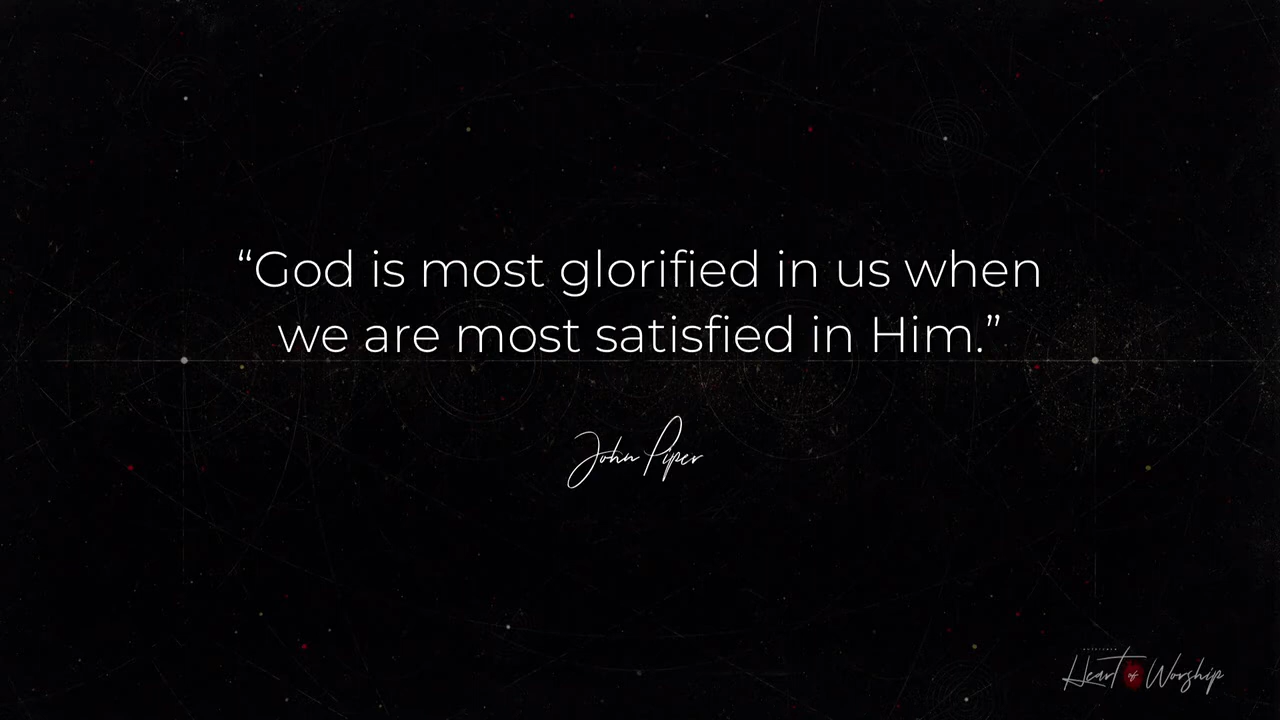 “God is most glorified in us when
we are most satisfied in Him.”
John Piper
Heart of Worship